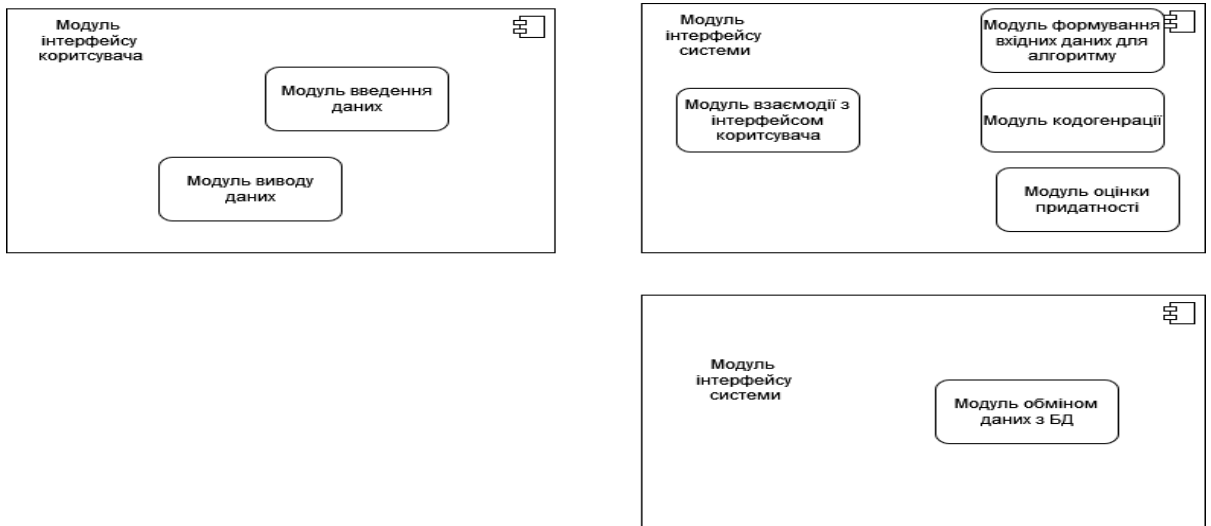 Модуль
інтерфейсу
коритсувача
Модуль введення
даних
Модуль виводу
даних
Модуль
інтерфейсу
системи
Модуль формування
вхідних даних для
алгоритму
Модуль взаємодії з
інтерфейсом
коритсувача
Модуль кодогенрації
Модуль оцінки
придатності
Модуль
інтерфейсу
системи
Модуль обміном
даних з БД